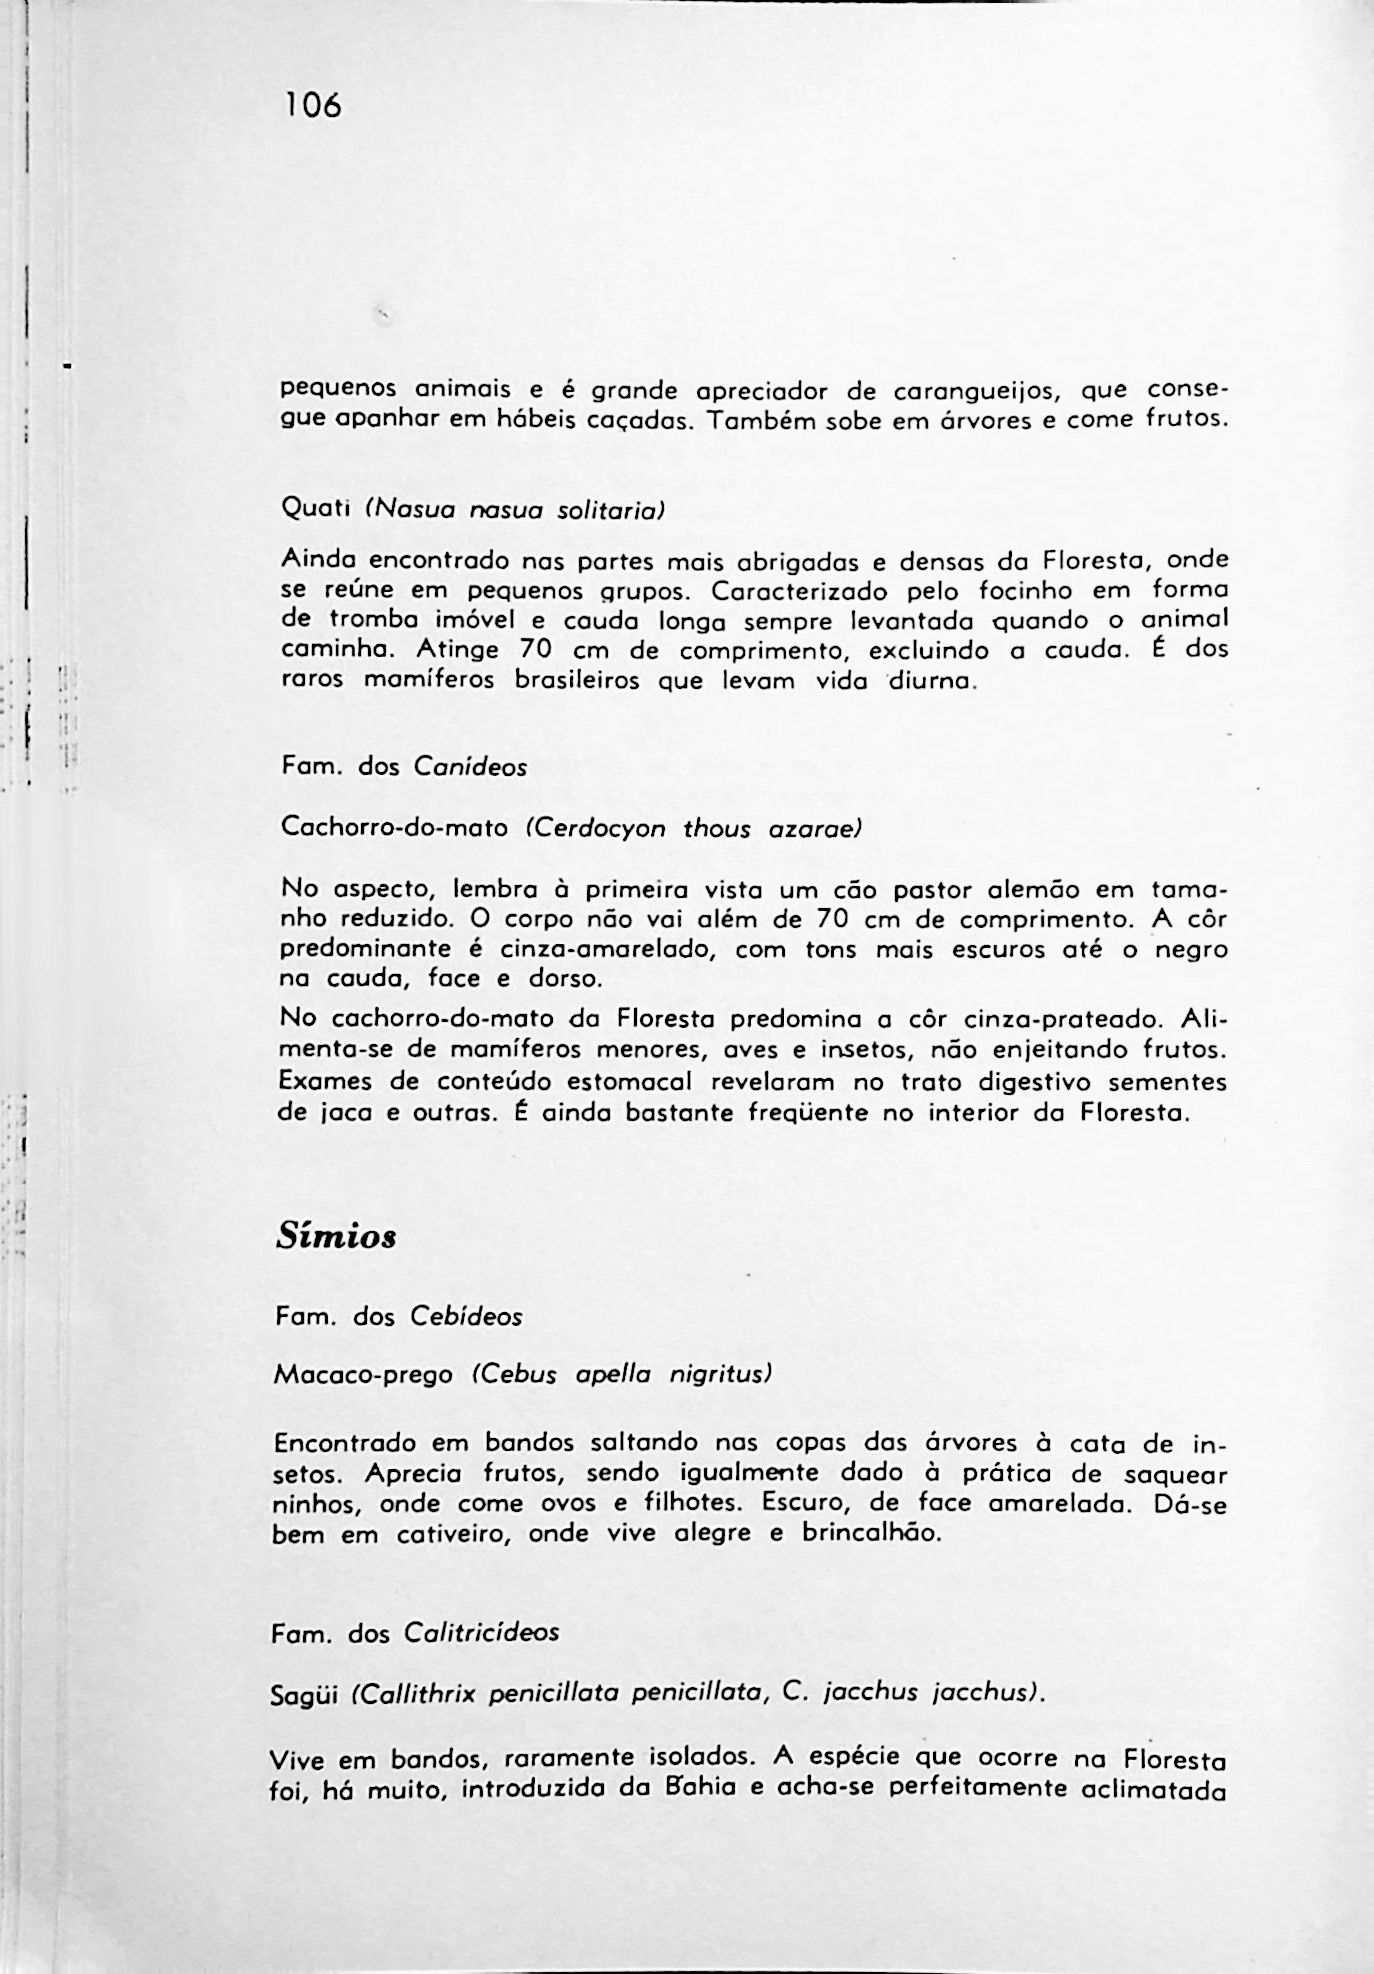 106
pequenos animais e é grande apreciador de carangueijos, que conse-
gue apanhar em hábeis caçadas. Também sobe em árvores e come frutos.
Quati (Nasua nasua solitaria)
Ainda encontrado nas partes mais abrigadas e densas da Floresta, onde
se reúne em pequenos grupos. Caracterizado pelo focinho em forma
de tromba imóvel e cauda longa sempre levantada quando o animal
caminha. Atinge 70 cm de comprimento, excluindo a cauda. É dos
raros mamíferos brasileiros que levam vida diurna.
Fam. dos Canídeos
Cachorro-do-mato (Cerdocyon thous azarae)
No aspecto, lembra à primeira vista um cão pastor alemão em tama-
nho reduzido. O corpo não vai além de 70 cm de comprimento. A côr
predominante é cinza-amarelado, com tons mais escuros até o negro
na cauda, face e dorso.
No cachorro-do-mato da Floresta predomina a côr cinza-prateado. Ali-
menta-se de mamíferos menores, aves e insetos, não enjeitando frutos.
Exames de conteúdo estomacal revelaram no trato digestivo sementes
de jaca e outras. É ainda bastante freqüente no interior da Floresta.
Símios
Fam. dos Cebídeos
Macaco-prego (Cebus apella nigritus)
Encontrado em bandos saltando nas copas das árvores à cata de in-
setos. Aprecia frutos, sendo igualmente dado à prática de saquear
ninhos, onde come ovos e filhotes. Escuro, de face amarelada. Dá-se
bem em cativeiro, onde vive alegre e brincalhão.
Fam. dos Calitricídeos
Sagüi (Callithrix penicillata penicillata, C. jacchus jacchus).
Vive em bandos, raramente isolados. A espécie que ocorre na Floresta
foi, há muito, introduzida da Bahia e acha-se perfeitamente aclimatada